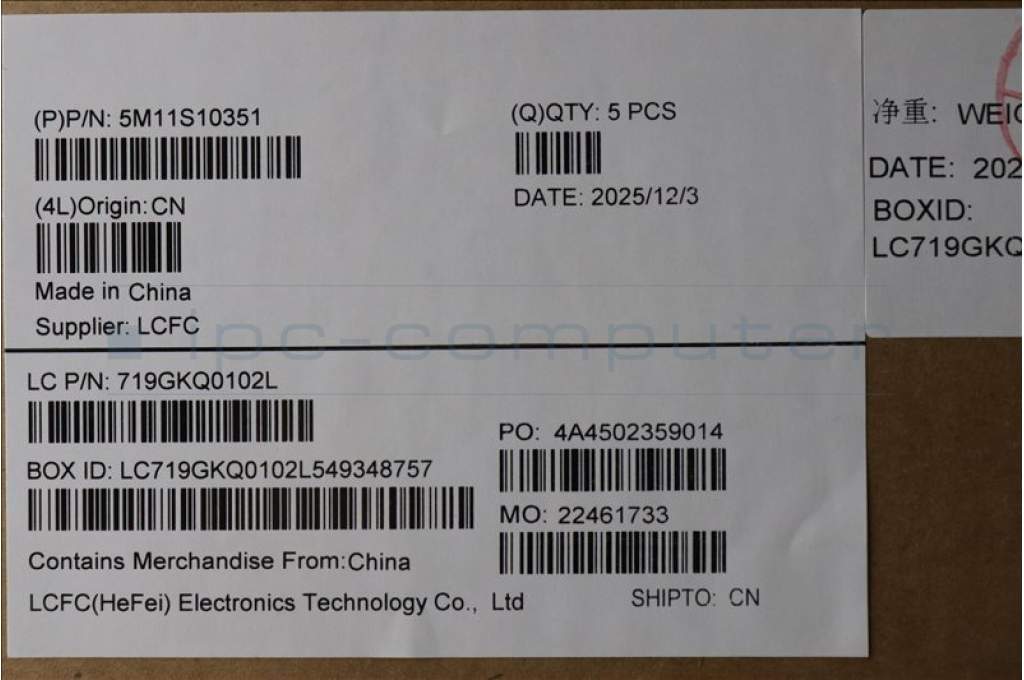 (P)P/N: 5M11S10351
(4L)Origin:CN
Made in China
Supplier: LCFC
(Q)QTY: 5 PCS
DATE: 2025/12/3
ipc-computer
LC P/N: 719GKQ0102L
BOX ID: LC719GKQ0102L549348757
Contains Merchandise From:China
LCFC(HeFei) Electronics Technology Co., Ltd
PO: 4A4502359014
MO: 22461733
SHIPTO: CN
净重:
DATE: 202
BOXID:
LC719GKQ